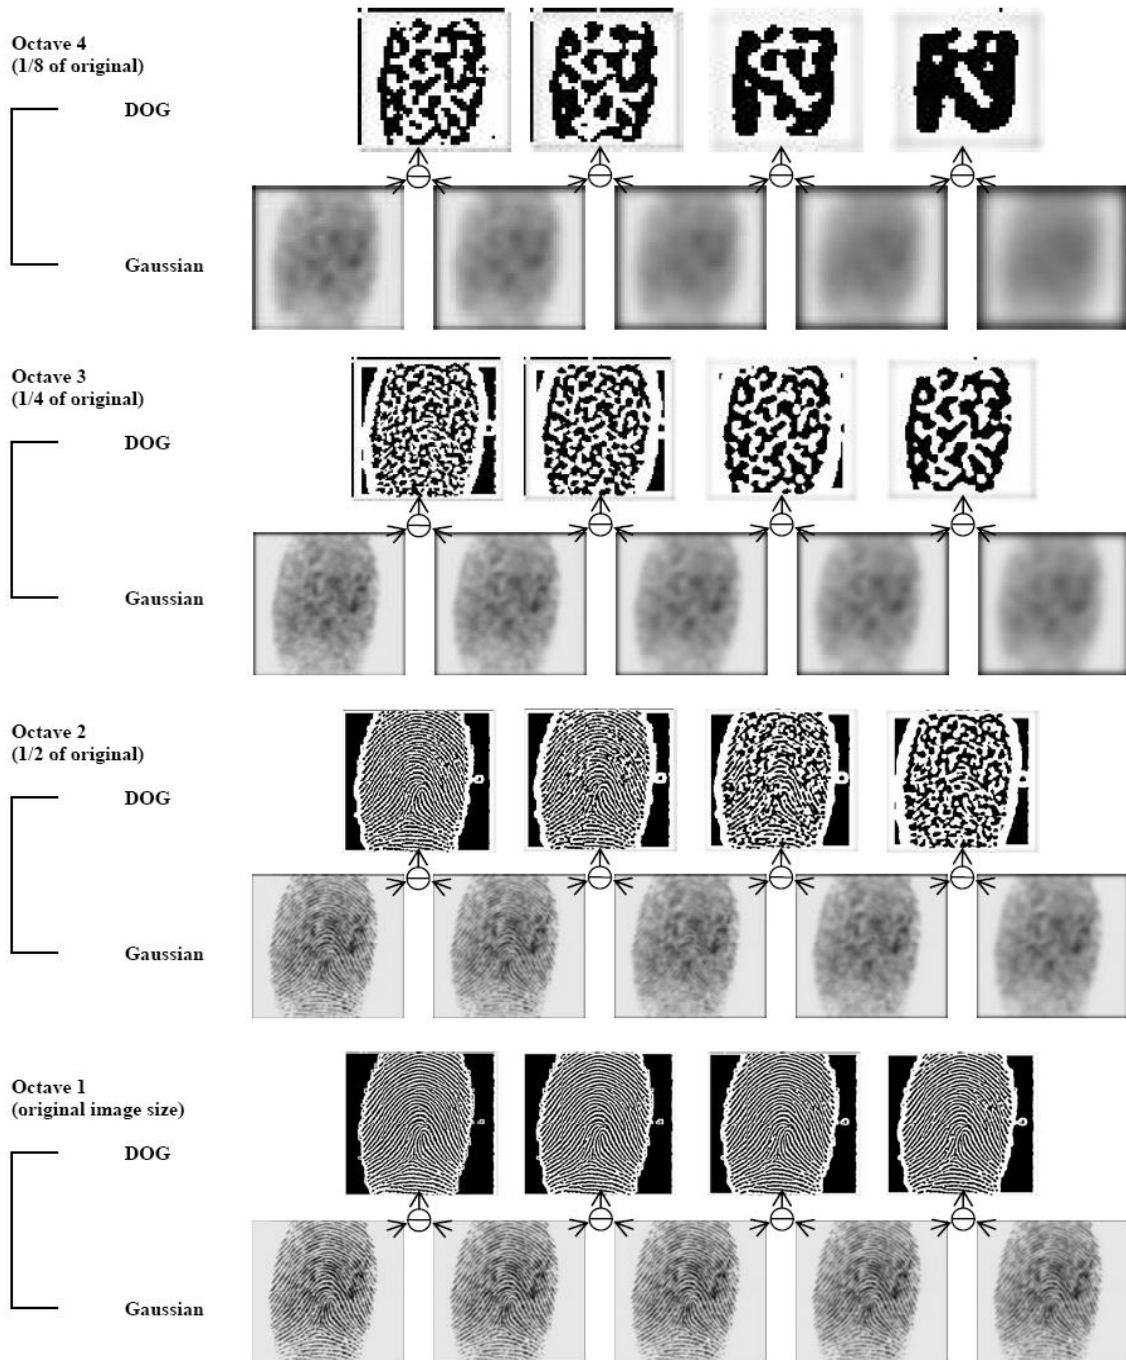 Octave 4
(1/8 of original)
DOG
Gaussian
Octave 3
(1/4 of original)
DOG
Gaussian
Octave 2
(1/2 of original)
DOG
Gaussian
Octave 1
(original image size)
DOG
Gaussian